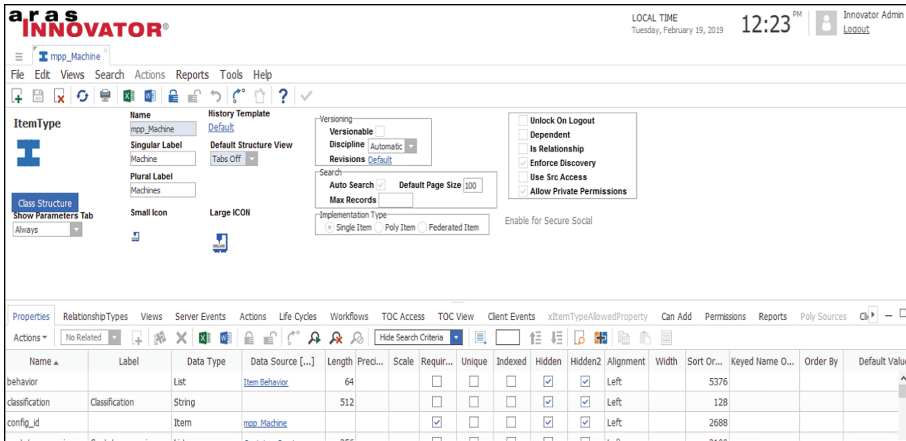 aras
INNOVATOR®
LOCAL TIME
Tuesday, February 19, 2019
12:23 PM
Innovator Admin
Logout
mpp_Machine
File Edit Views Search Actions Reports Tools Help
ItemType
Class Structure
Show Parameters Tab
Always
Name
mpp_Machine
Singular Label
Machine
Plural Label
Machines
Small Icon
History Template
Default
Default Structure View
Tabs Off
Large ICON
Versioning
Versionable
Discipline Automatic
Revisions Default
Search
Auto Search Default Page Size 100
Max Records
Implementation Type
Single Item Poly Item Federated Item
Unlock On Logout
Dependent
Is Relationship
Enforce Discovery
Use Src Access
Allow Private Permissions
Enable for Secure Social
Properties RelationshipTypes Views Server Events Actions Life Cycles Workflows TOC Access TOC View Client Events xItemTypeAllowedProperty Can Add Permissions Reports Poly Sources
Actions No Related Hide Search Criteria
Name Label Data Type Data Source [...] Length Preci... Scale Requir... Unique Indexed Hidden Hidden2 Alignment Width Sort Or... Keyed Name O... Order By Default Valu
behavior List Item Behavior 64 Left 5376
classification Classification String 512 Left 128
config_id Item mpp_Machine Left 2688